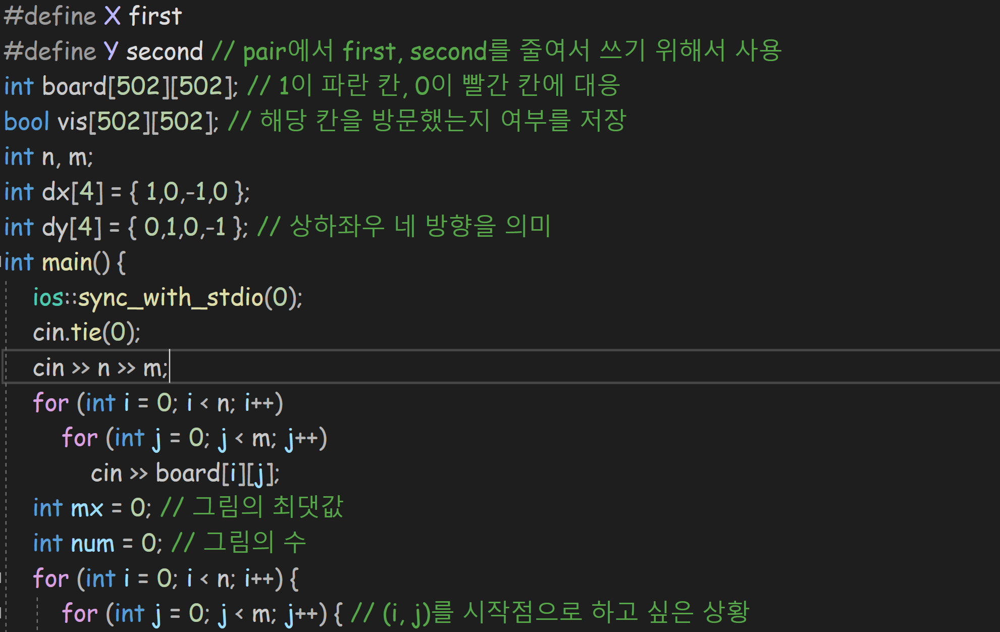 #define X first
#define Y second // pair에서 first, second를 줄여서 쓰기 위해서 사용
int board[502][502]; // 1이 파란 칸, 0이 빨간 칸에 대응
bool vis[502][502]; // 해당 칸을 방문했는지 여부를 저장
int n, m;
int dx[4] = { 1,0,-1,0 };
int dy[4] = { 0,1,0,-1 }; // 상하좌우 네 방향을 의미
int main() {
ios::sync_with_stdio(0);
cin.tie(0);
cin >> n >> m;
for (int i = 0; i < n; i++)
for (int j = 0; j < m; j++)
cin >> board[i][j];
int mx = 0; // 그림의 최댓값
int num = 0; // 그림의 수
for (int i = 0; i < n; i++) {
for (int j = 0; j < m; j++) { // (i, j)를 시작점으로 하고 싶은 상황